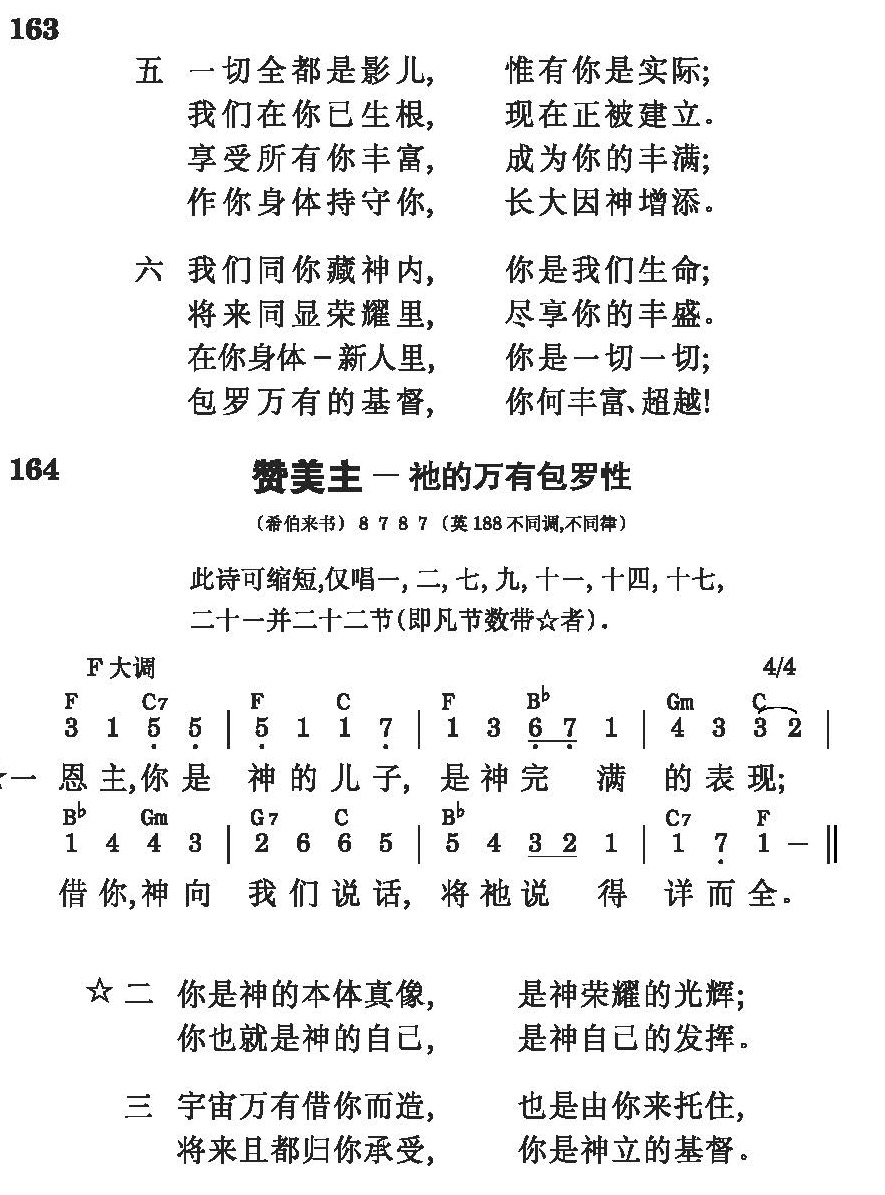 163
五 一切全都是影儿, 惟有你是实际;
我们在你已生根, 现在正被建立。
享受所有你丰富, 成为你的丰满;
作你身体持守你, 长大因神增添。
六 我们同你藏神内, 你是我们生命;
将来同显荣耀里, 尽享你的丰盛。
在你身体－新人里, 你是一切一切;
包罗万有的基督, 你何丰富、超越!
164 赞美主 — 祂的万有包罗性
（希伯来书）8 7 8 7（英 188 不同调,不同律）
此诗可缩短,仅唱一, 二, 七, 九, 十一, 十四, 十七,
二十一并二十二节(即凡节数带☆者).
F 大调 4/4
F C7 F C F B♭ Gm C
3 1 5̣ 5̣ | 5̣ 1 1 7̣ | 1 3 6̣ 7̣ 1 | 4 3 3 2 |
☆一 恩主,你是 神的儿子, 是神完 满 的表现;
B♭ Gm G7 C B♭ C7 F
1 4 4 3 | 2 6 6 5 | 5 4 3 2 1 | 1 7̣ 1 — ‖
借你,神向 我们说话, 将祂说 得 详而全。
☆ 二 你是神的本体真像, 是神荣耀的光辉;
你也就是神的自己, 是神自己的发挥。
三 宇宙万有借你而造, 也是由你来托住,
将来且都归你承受, 你是神立的基督。